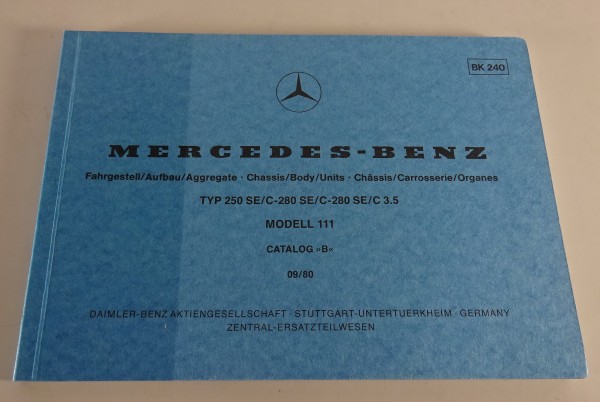 BK 240
MERCEDES-BENZ
Fahrgestell/Aufbau/Aggregate · Chassis/Body/Units · Châssis/Carrosserie/Organes
TYP 250 SE/C-280 SE/C-280 SE/C 3.5
MODELL 111
CATALOG »B«
09/80
DAIMLER-BENZ AKTIENGESELLSCHAFT · STUTTGART-UNTERTUERKHEIM · GERMANY
ZENTRAL-ERSATZTEILWESEN